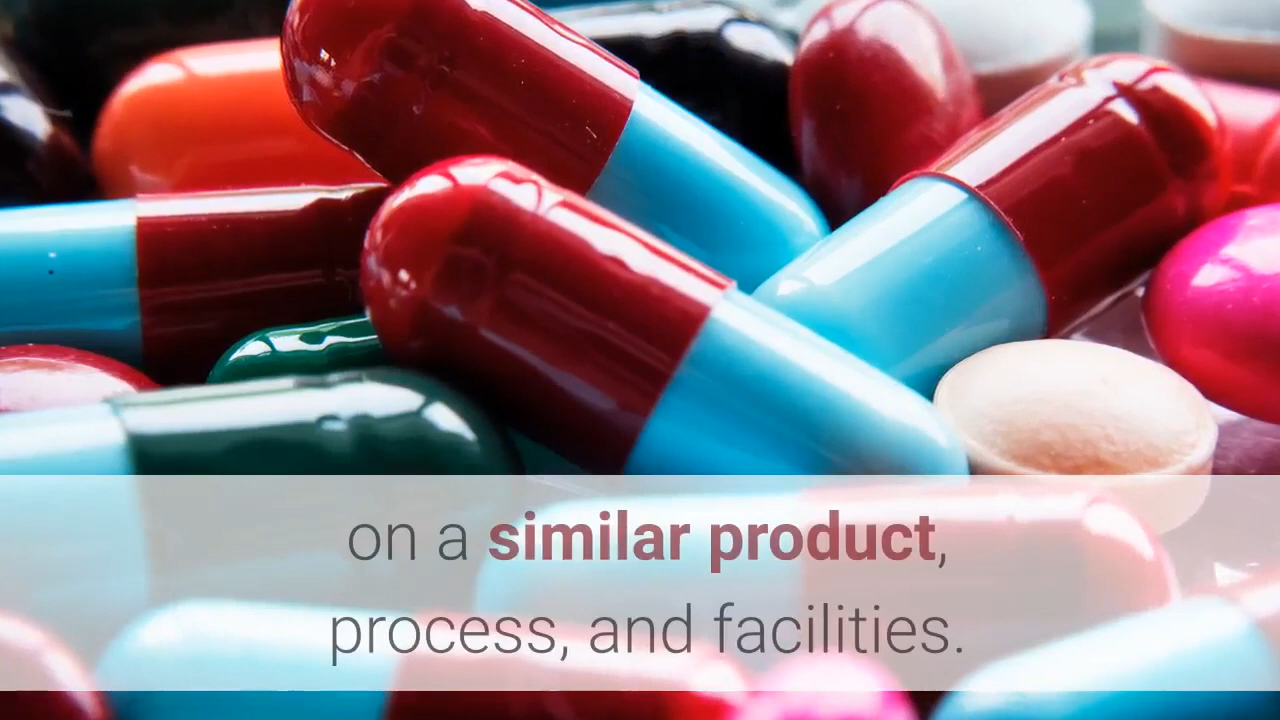 on a similar product,
process, and facilities.